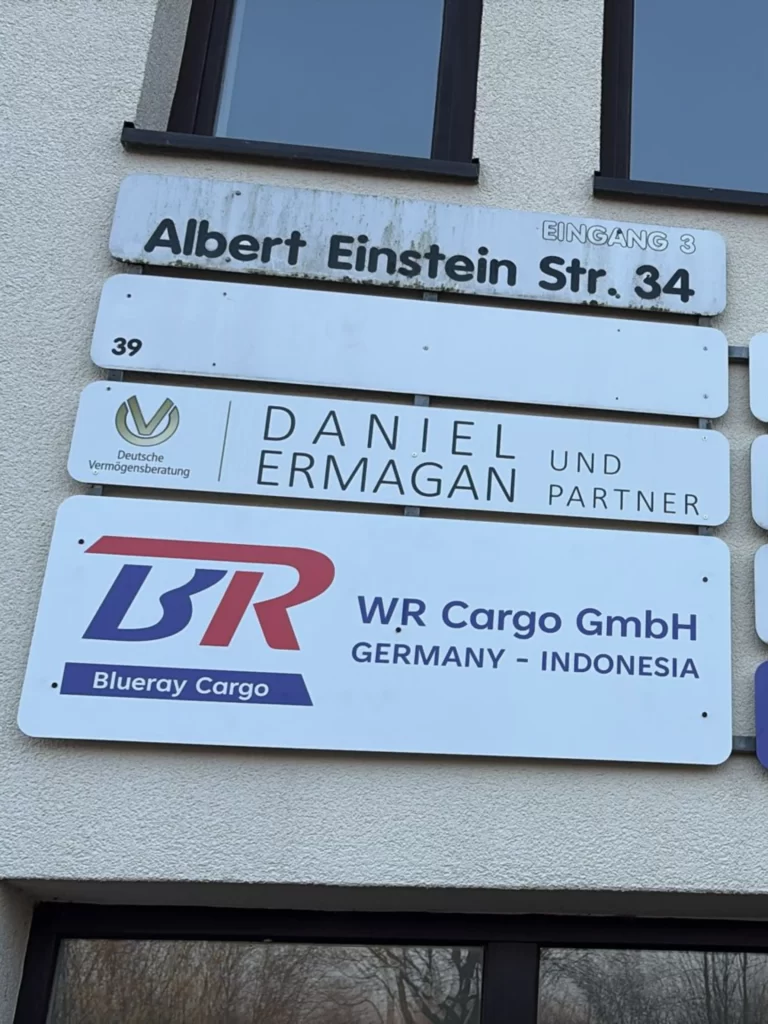 EINGANG 3
Albert Einstein Str. 34
39
Deutsche
Vermögensberatung
DANIEL
ERMAGAN
UND
PARTNER
BR
Blueray Cargo
WR Cargo GmbH
GERMANY - INDONESIA